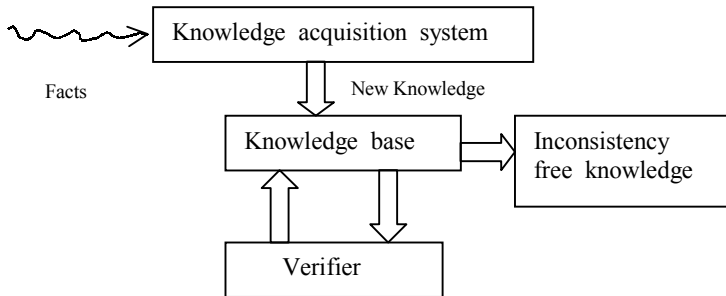 Knowledge acquisition system
Facts
New Knowledge
Knowledge base
Inconsistency
free knowledge
Verifier